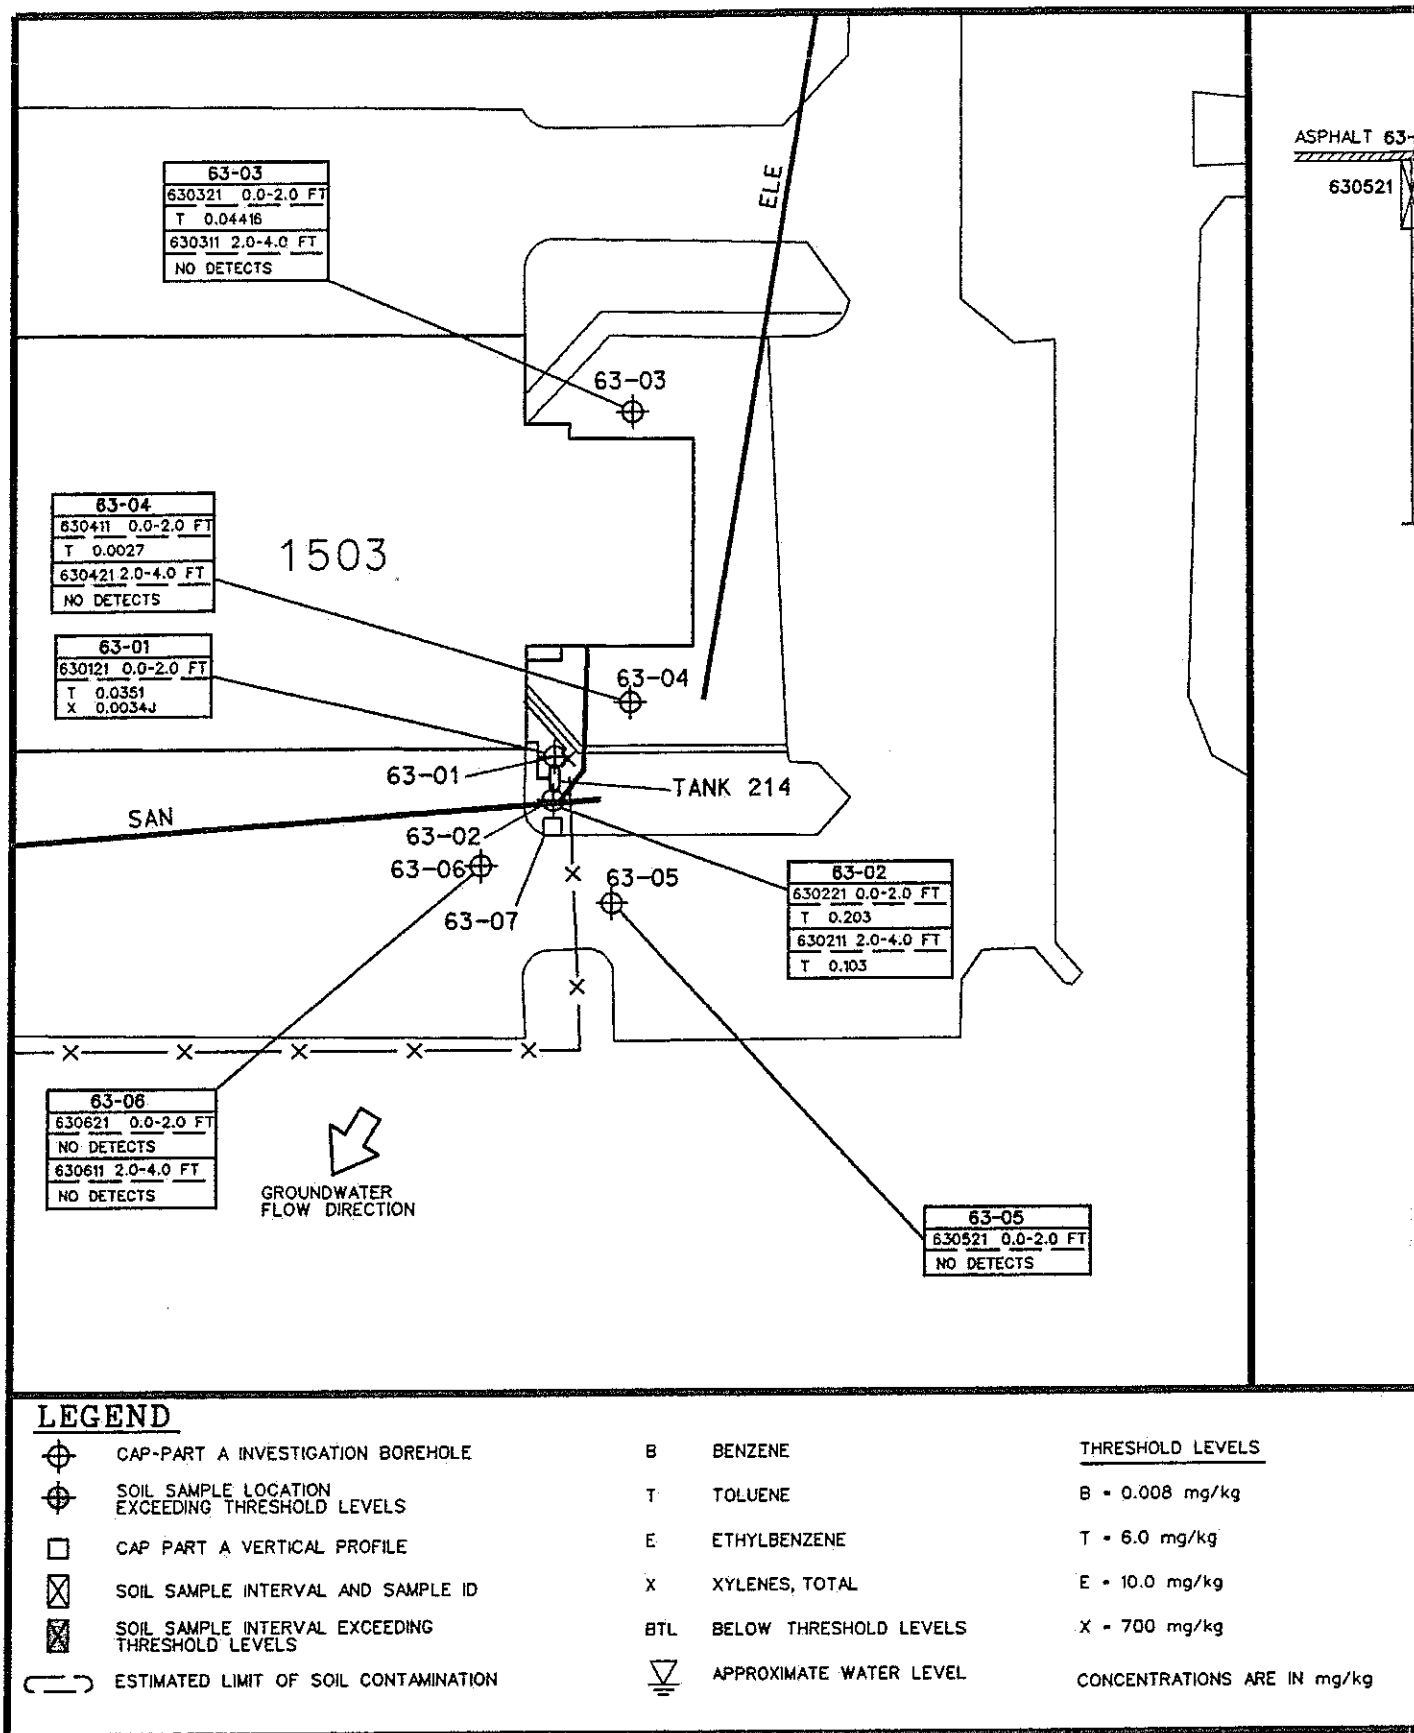 ASPHALT 63-
630521
ELE
63-03
630321 0.0-2.0 FT
T 0.04416
630311 2.0-4.0 FT
NO DETECTS
63-03
63-04
630411 0.0-2.0 FT
T 0.0027
630421 2.0-4.0 FT
NO DETECTS
1503
63-01
630121 0.0-2.0 FT
T 0.0351
X 0.0034J
63-04
63-01
TANK 214
SAN
63-02
63-06
63-05
63-07
63-02
630221 0.0-2.0 FT
T 0.203
630211 2.0-4.0 FT
T 0.103
63-06
630621 0.0-2.0 FT
NO DETECTS
630611 2.0-4.0 FT
NO DETECTS
GROUNDWATER
FLOW DIRECTION
63-05
630521 0.0-2.0 FT
NO DETECTS
LEGEND
CAP-PART A INVESTIGATION BOREHOLE
SOIL SAMPLE LOCATION
EXCEEDING THRESHOLD LEVELS
CAP PART A VERTICAL PROFILE
SOIL SAMPLE INTERVAL AND SAMPLE ID
SOIL SAMPLE INTERVAL EXCEEDING
THRESHOLD LEVELS
ESTIMATED LIMIT OF SOIL CONTAMINATION
B BENZENE
T TOLUENE
E ETHYLBENZENE
X XYLENES, TOTAL
BTL BELOW THRESHOLD LEVELS
APPROXIMATE WATER LEVEL
THRESHOLD LEVELS
B = 0.008 mg/kg
T = 6.0 mg/kg
E = 10.0 mg/kg
X = 700 mg/kg
CONCENTRATIONS ARE IN mg/kg